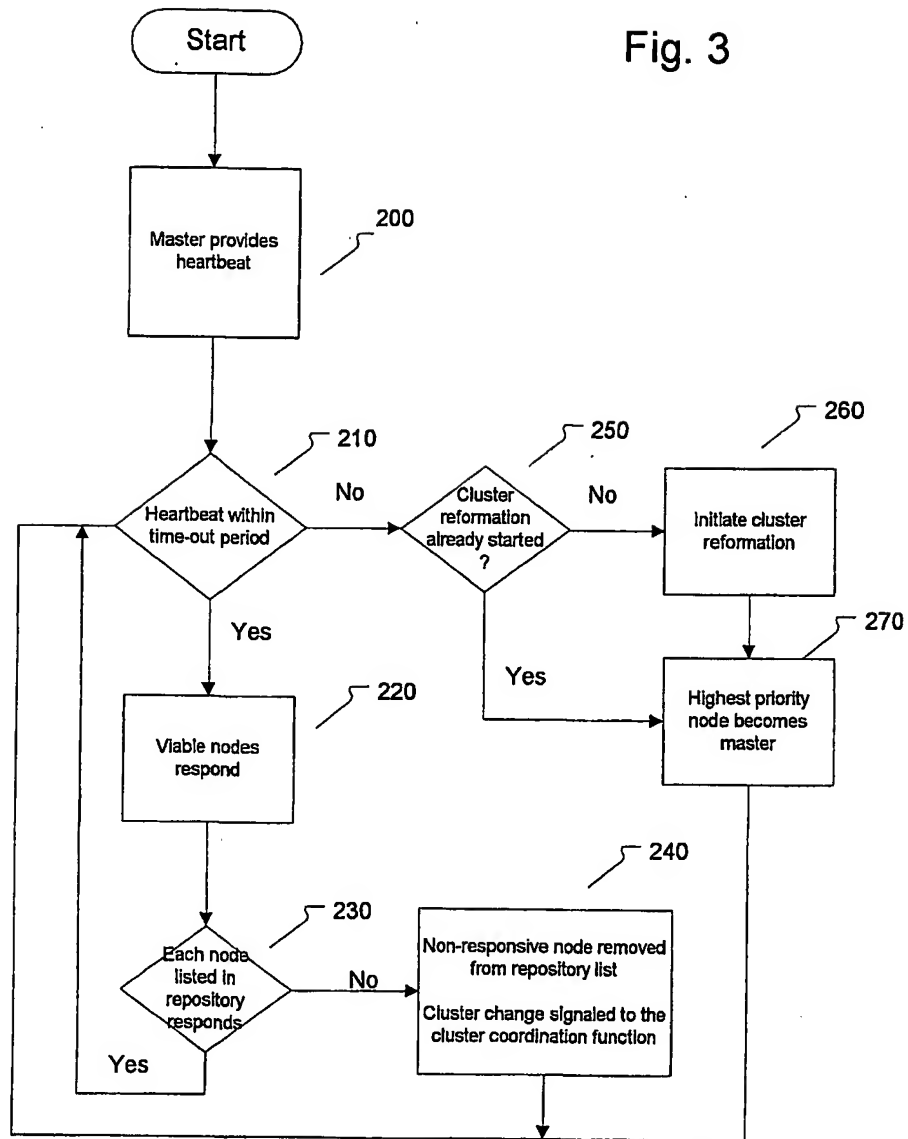 Fig. 3
Start
200
Master provides
heartbeat
210
Heartbeat within
time-out period
No
250
Cluster
reformation
already started
?
No
260
Initiate cluster
reformation
Yes
Yes
270
Highest priority
node becomes
master
220
Viable nodes
respond
230
Each node
listed in
repository
responds
No
240
Non-responsive node removed
from repository list
Cluster change signaled to the
cluster coordination function
Yes